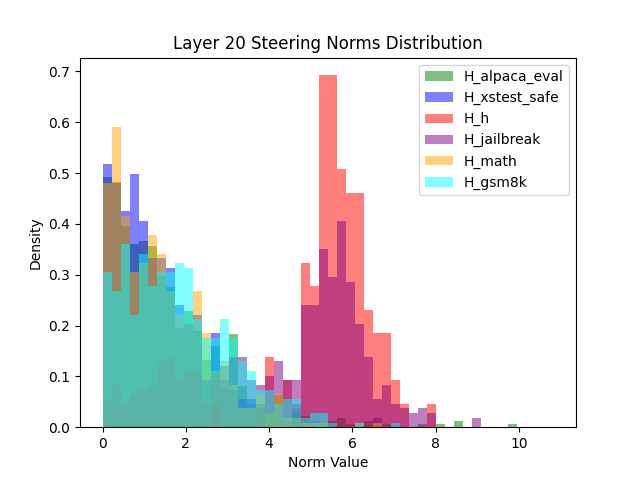 Layer 20 Steering Norms Distribution
H_alpaca_eval
H_xstest_safe
H_h
H_jailbreak
H_math
H_gsm8k
0.7
0.6
0.5
0.4
0.3
0.2
0.1
0.0
Density
0 2 4 6 8 10
Norm Value